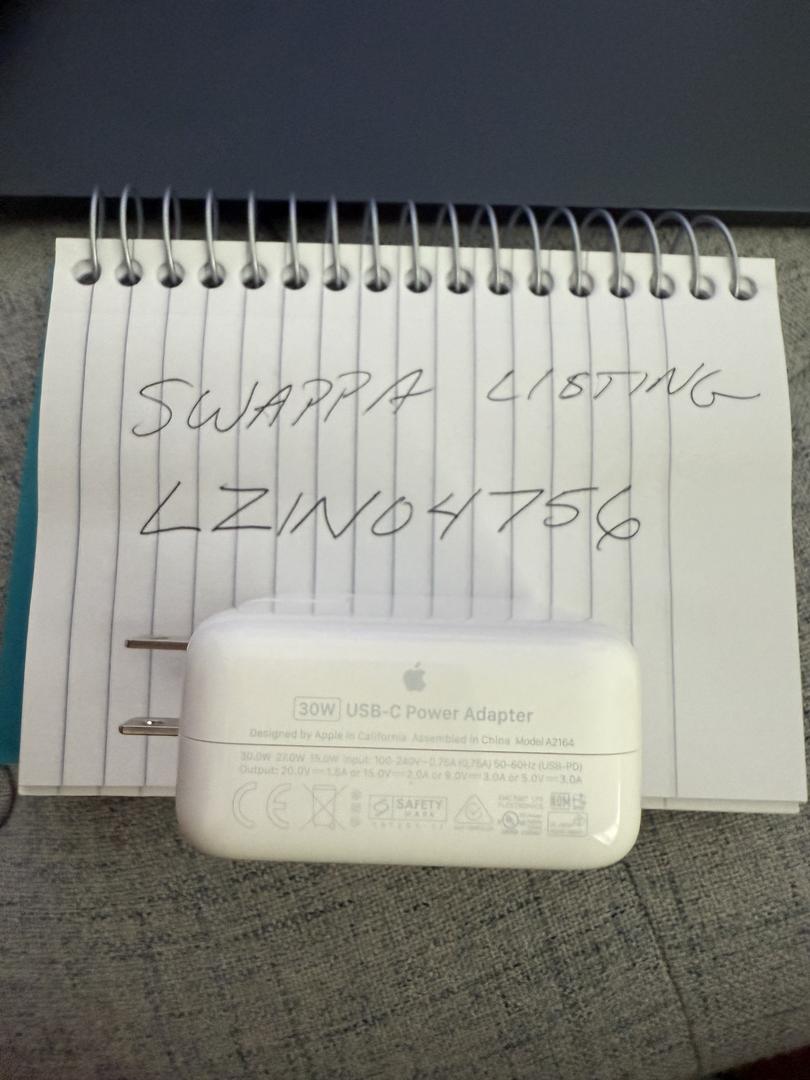 SWAPPA LISTING
LZIN04756
30W USB-C Power Adapter
Designed by Apple in California Assembled in China Model A2164
30.0W 27.0W 15.0W Input: 100-240V~0.75A (0,75A) 50-60Hz (USB-PD)
Output: 20.0V⎓1.5A or 15.0V⎓2.0A or 9.0V⎓3.0A or 5.0V⎓3.0A
CE SAFETY MARK NOM